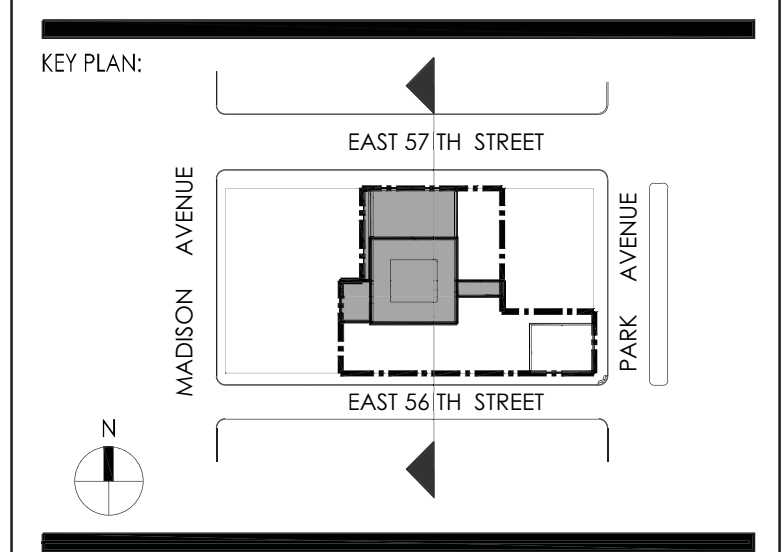 KEY PLAN:
EAST 57 TH STREET
MADISON AVENUE
PARK AVENUE
EAST 56 TH STREET
N